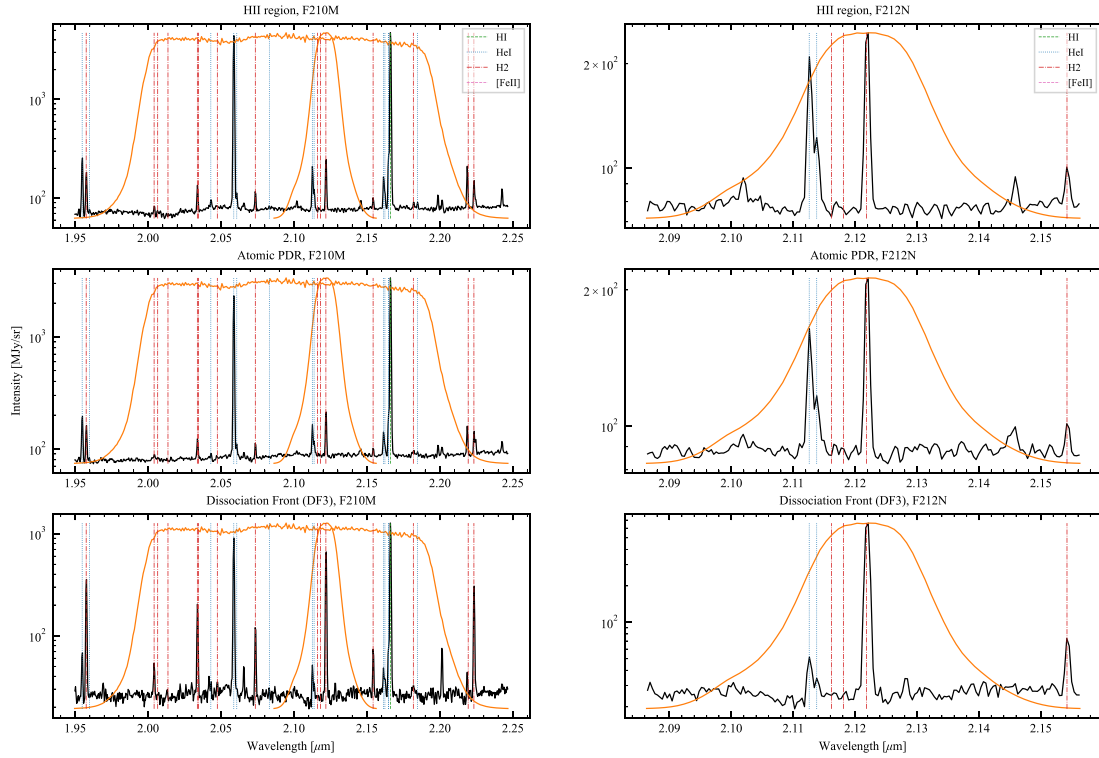 HII region, F210M
HI
HeI
H2
[FeII]
10³
10²
1.95 2.00 2.05 2.10 2.15 2.20 2.25
HII region, F212N
HI
HeI
H2
[FeII]
2 × 10²
10²
2.09 2.10 2.11 2.12 2.13 2.14 2.15
Atomic PDR, F210M
Intensity [MJy/sr]
10³
10²
1.95 2.00 2.05 2.10 2.15 2.20 2.25
Atomic PDR, F212N
2 × 10²
10²
2.09 2.10 2.11 2.12 2.13 2.14 2.15
Dissociation Front (DF3), F210M
10³
10²
1.95 2.00 2.05 2.10 2.15 2.20 2.25
Wavelength [μm]
Dissociation Front (DF3), F212N
10²
2.09 2.10 2.11 2.12 2.13 2.14 2.15
Wavelength [μm]